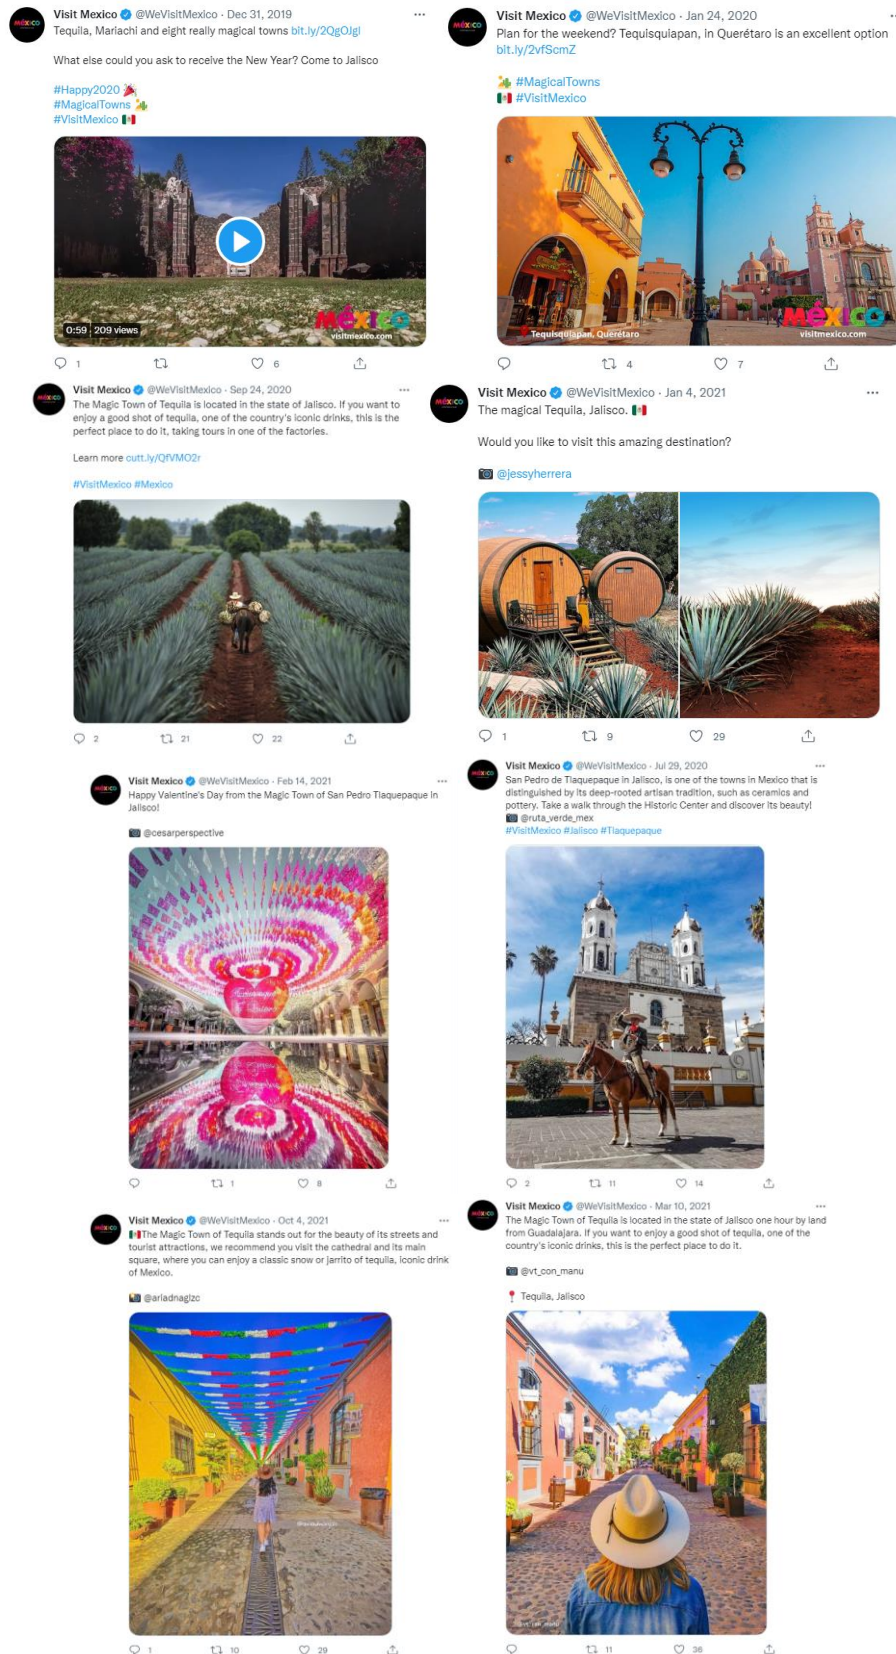 Visit Mexico @WeVisitMexico · Dec 31, 2019
Tequila, Mariachi and eight really magical towns bit.ly/2QgOJgl
What else could you ask to receive the New Year? Come to Jalisco
#Happy2020
#MagicalTowns
#VisitMexico
MéxIcO
visitmexico.com
0:59 209 views
1
6
Visit Mexico @WeVisitMexico · Jan 24, 2020
Plan for the weekend? Tequisquiapan, in Querétaro is an excellent option
bit.ly/2vfScmZ
#MagicalTowns
#VisitMexico
MéxIcO
visitmexico.com
Tequisquiapan, Querétaro
4
7
Visit Mexico @WeVisitMexico · Sep 24, 2020
The Magic Town of Tequila is located in the state of Jalisco. If you want to
enjoy a good shot of tequila, one of the country's iconic drinks, this is the
perfect place to do it, taking tours in one of the factories.
Learn more cutt.ly/QfVMO2r
#VisitMexico #Mexico
2
21
22
Visit Mexico @WeVisitMexico · Jan 4, 2021
The magical Tequila, Jalisco.
Would you like to visit this amazing destination?
@jessyherrera
1
9
29
Visit Mexico @WeVisitMexico · Feb 14, 2021
Happy Valentine's Day from the Magic Town of San Pedro Tlaquepaque in
Jalisco!
@cesarperspective
1
8
Visit Mexico @WeVisitMexico · Jul 29, 2020
San Pedro de Tlaquepaque in Jalisco, is one of the towns in Mexico that is
distinguished by its deep-rooted artisan tradition, such as ceramics and
pottery. Take a walk through the Historic Center and discover its beauty!
@ruta_verde_mex
#VisitMexico #Jalisco #Tlaquepaque
2
11
14
Visit Mexico @WeVisitMexico · Oct 4, 2021
The Magic Town of Tequila stands out for the beauty of its streets and
tourist attractions, we recommend you visit the cathedral and its main
square, where you can enjoy a classic snow or jarrito of tequila, iconic drink
of Mexico.
@ariadnaglzc
1
10
29
Visit Mexico @WeVisitMexico · Mar 10, 2021
The Magic Town of Tequila is located in the state of Jalisco one hour by land
from Guadalajara. If you want to enjoy a good shot of tequila, one of the
country's iconic drinks, this is the perfect place to do it.
@vt_con_manu
Tequila, Jalisco
11
36